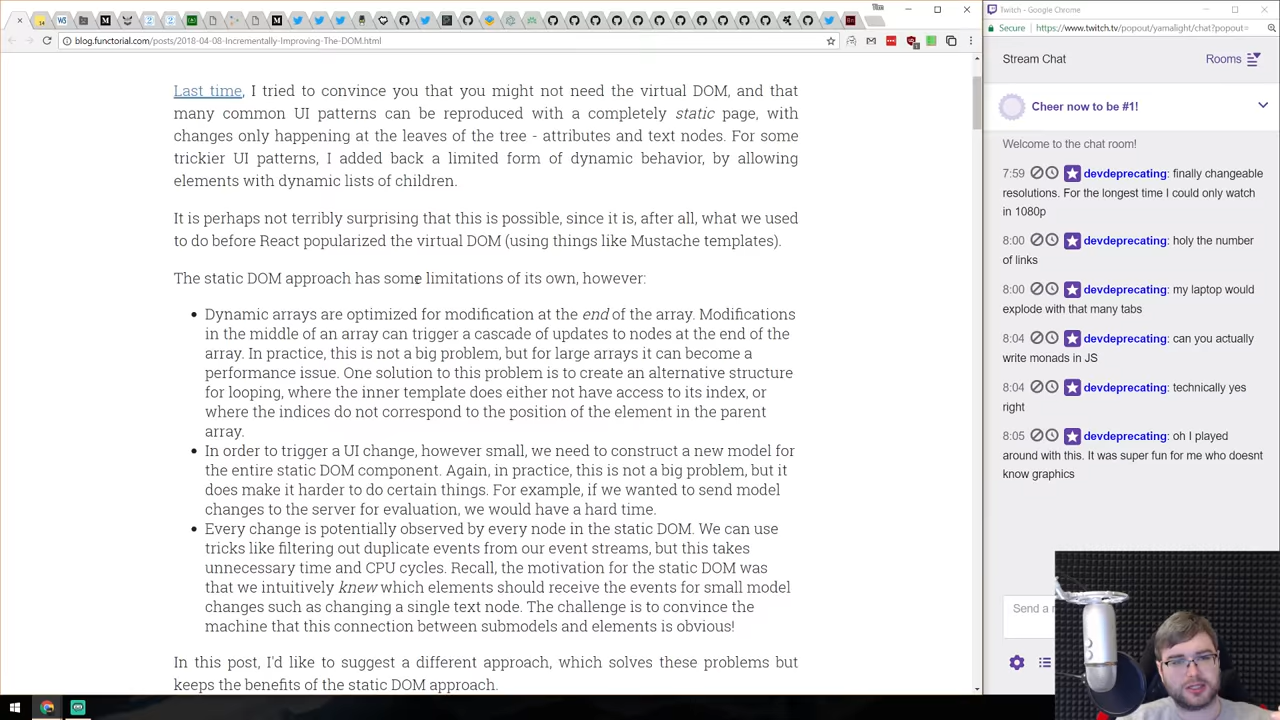 Tim
Twitch - Google Chrome
blog.functorial.com/posts/2018-04-08-Incrementally-Improving-The-DOM.html
Secure
https://www.twitch.tv/popout/yamalight/chat?popout=
Last time, I tried to convince you that you might not need the virtual DOM, and that
many common UI patterns can be reproduced with a completely static page, with
changes only happening at the leaves of the tree - attributes and text nodes. For some
trickier UI patterns, I added back a limited form of dynamic behavior, by allowing
elements with dynamic lists of children.
It is perhaps not terribly surprising that this is possible, since it is, after all, what we used
to do before React popularized the virtual DOM (using things like Mustache templates).
The static DOM approach has some limitations of its own, however:
Dynamic arrays are optimized for modification at the end of the array. Modifications
in the middle of an array can trigger a cascade of updates to nodes at the end of the
array. In practice, this is not a big problem, but for large arrays it can become a
performance issue. One solution to this problem is to create an alternative structure
for looping, where the inner template does either not have access to its index, or
where the indices do not correspond to the position of the element in the parent
array.
In order to trigger a UI change, however small, we need to construct a new model for
the entire static DOM component. Again, in practice, this is not a big problem, but it
does make it harder to do certain things. For example, if we wanted to send model
changes to the server for evaluation, we would have a hard time.
Every change is potentially observed by every node in the static DOM. We can use
tricks like filtering out duplicate events from our event streams, but this takes
unnecessary time and CPU cycles. Recall, the motivation for the static DOM was
that we intuitively knew which elements should receive the events for small model
changes such as changing a single text node. The challenge is to convince the
machine that this connection between submodels and elements is obvious!
In this post, I'd like to suggest a different approach, which solves these problems but
keeps the benefits of the static DOM approach.
Stream Chat
Rooms
Cheer now to be #1!
Welcome to the chat room!
7:59 devdeprecating: finally changeable
resolutions. For the longest time I could only watch
in 1080p
8:00 devdeprecating: holy the number
of links
8:00 devdeprecating: my laptop would
explode with that many tabs
8:04 devdeprecating: can you actually
write monads in JS
8:04 devdeprecating: technically yes
right
8:05 devdeprecating: oh I played
around with this. It was super fun for me who doesnt
know graphics
Send a